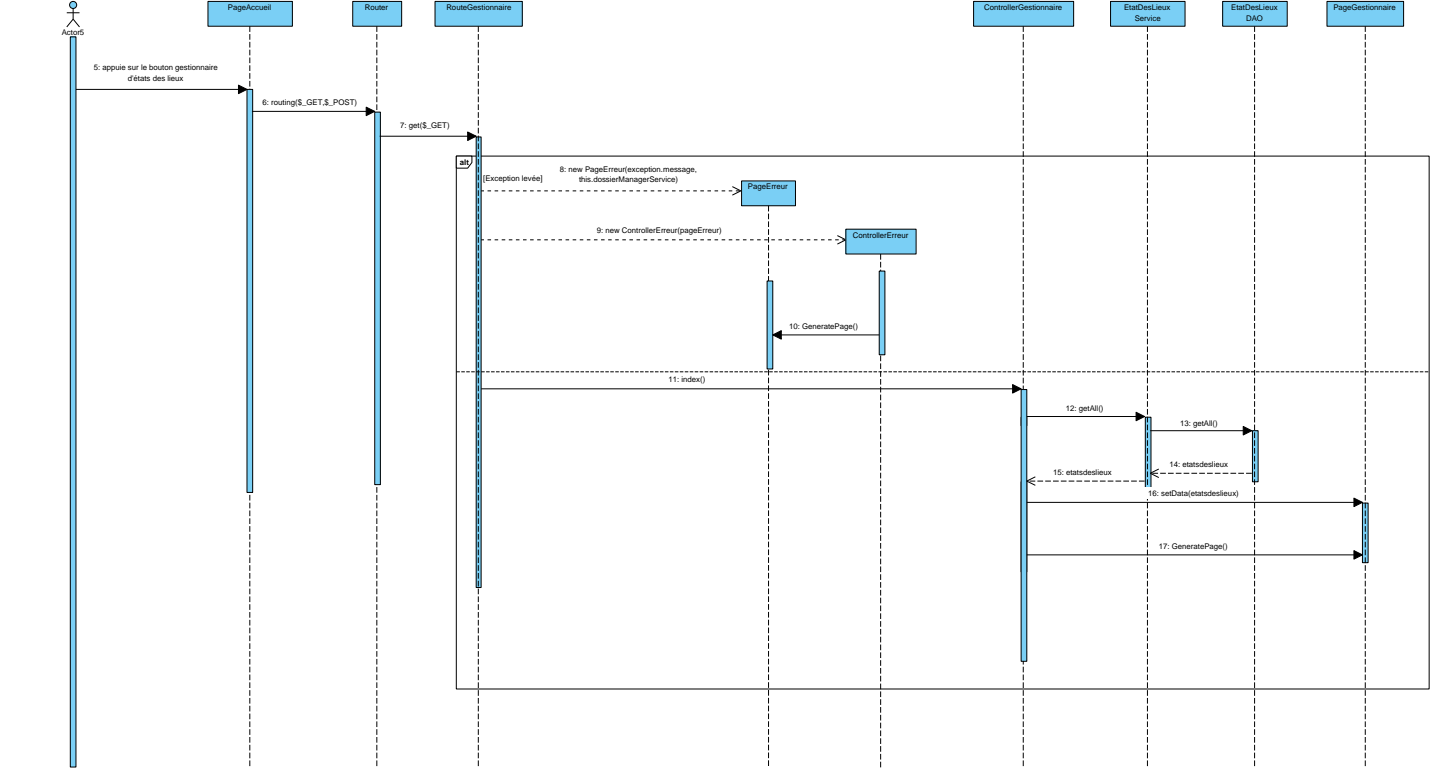 Actor5
PageAccueil
Router
RouteGestionnaire
ControllerGestionnaire
EtatDesLieux
Service
EtatDesLieux
DAO
PageGestionnaire
5: appuie sur le bouton gestionnaire
d'états des lieux
6: routing($_GET,$_POST)
7: get($_GET)
alt
[Exception levée]
8: new PageErreur(exception.message,
this.dossierManagerService)
PageErreur
9: new ControllerErreur(pageErreur)
ControllerErreur
10: GeneratePage()
11: index()
12: getAll()
13: getAll()
14: etatsdeslieux
15: etatsdeslieux
16: setData(etatsdeslieux)
17: GeneratePage()